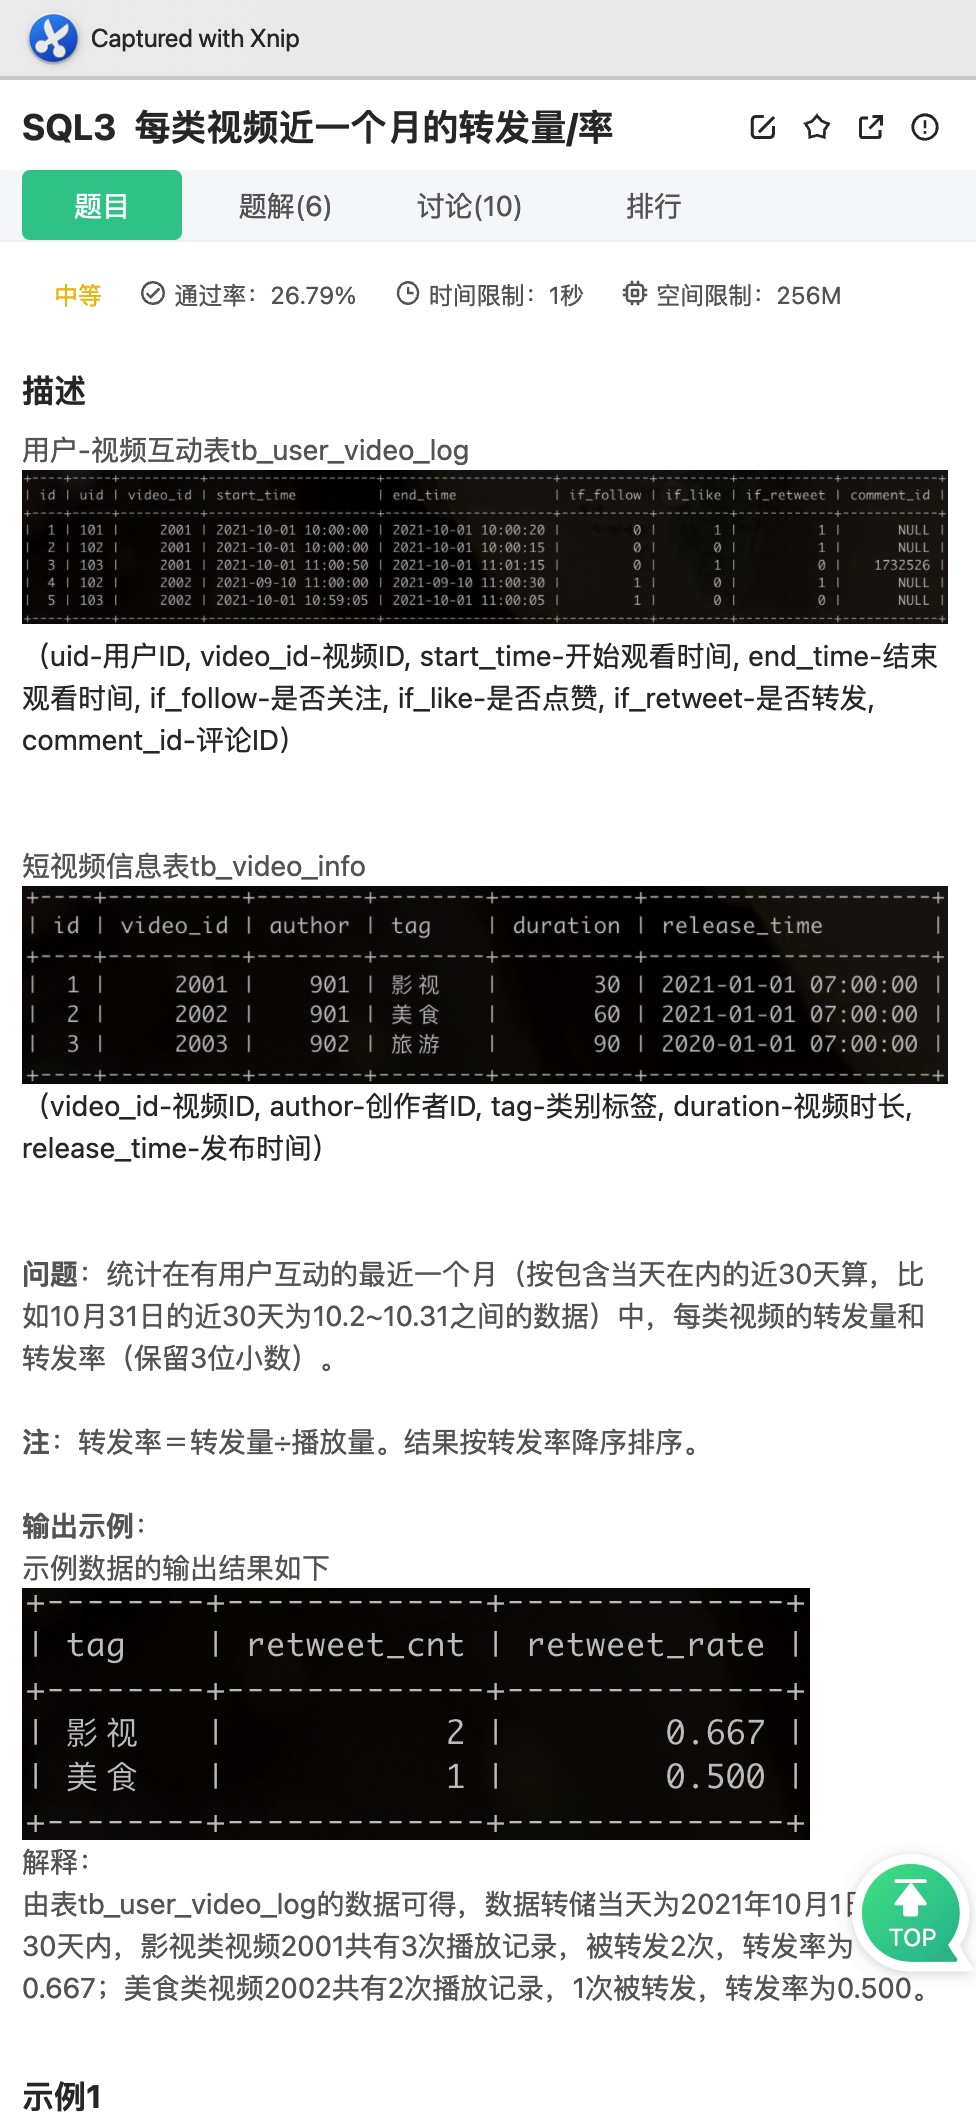 Captured with Xnip
SQL3 每类视频近一个月的转发量/率
题目 题解(6) 讨论(10) 排行
中等 通过率：26.79% 时间限制：1秒 空间限制：256M
描述
用户-视频互动表tb_user_video_log
+----+-----+----------+---------------------+---------------------+-----------+---------+------------+------------+
| id | uid | video_id | start_time | end_time | if_follow | if_like | if_retweet | comment_id |
+----+-----+----------+---------------------+---------------------+-----------+---------+------------+------------+
| 1 | 101 | 2001 | 2021-10-01 10:00:00 | 2021-10-01 10:00:20 | 0 | 1 | 1 | NULL |
| 2 | 102 | 2001 | 2021-10-01 10:00:00 | 2021-10-01 10:00:15 | 0 | 0 | 1 | NULL |
| 3 | 103 | 2001 | 2021-10-01 11:00:50 | 2021-10-01 11:01:15 | 0 | 1 | 0 | 1732526 |
| 4 | 102 | 2002 | 2021-09-10 11:00:00 | 2021-09-10 11:00:30 | 1 | 0 | 1 | NULL |
| 5 | 103 | 2002 | 2021-10-01 10:59:05 | 2021-10-01 11:00:05 | 1 | 0 | 0 | NULL |
+----+-----+----------+---------------------+---------------------+-----------+---------+------------+------------+
（uid-用户ID, video_id-视频ID, start_time-开始观看时间, end_time-结束
观看时间, if_follow-是否关注, if_like-是否点赞, if_retweet-是否转发,
comment_id-评论ID）
短视频信息表tb_video_info
+----+----------+--------+--------+----------+---------------------+
| id | video_id | author | tag | duration | release_time |
+----+----------+--------+--------+----------+---------------------+
| 1 | 2001 | 901 | 影视 | 30 | 2021-01-01 07:00:00 |
| 2 | 2002 | 901 | 美食 | 60 | 2021-01-01 07:00:00 |
| 3 | 2003 | 902 | 旅游 | 90 | 2020-01-01 07:00:00 |
+----+----------+--------+--------+----------+---------------------+
（video_id-视频ID, author-创作者ID, tag-类别标签, duration-视频时长,
release_time-发布时间）
问题：统计在有用户互动的最近一个月（按包含当天在内的近30天算，比
如10月31日的近30天为10.2~10.31之间的数据）中，每类视频的转发量和
转发率（保留3位小数）。
注：转发率＝转发量÷播放量。结果按转发率降序排序。
输出示例：
示例数据的输出结果如下
+--------+-------------+--------------+
| tag | retweet_cnt | retweet_rate |
+--------+-------------+--------------+
| 影视 | 2 | 0.667 |
| 美食 | 1 | 0.500 |
+--------+-------------+--------------+
解释：
由表tb_user_video_log的数据可得，数据转储当天为2021年10月1
30天内，影视类视频2001共有3次播放记录，被转发2次，转发率为
TOP
0.667；美食类视频2002共有2次播放记录，1次被转发，转发率为0.500。
示例1